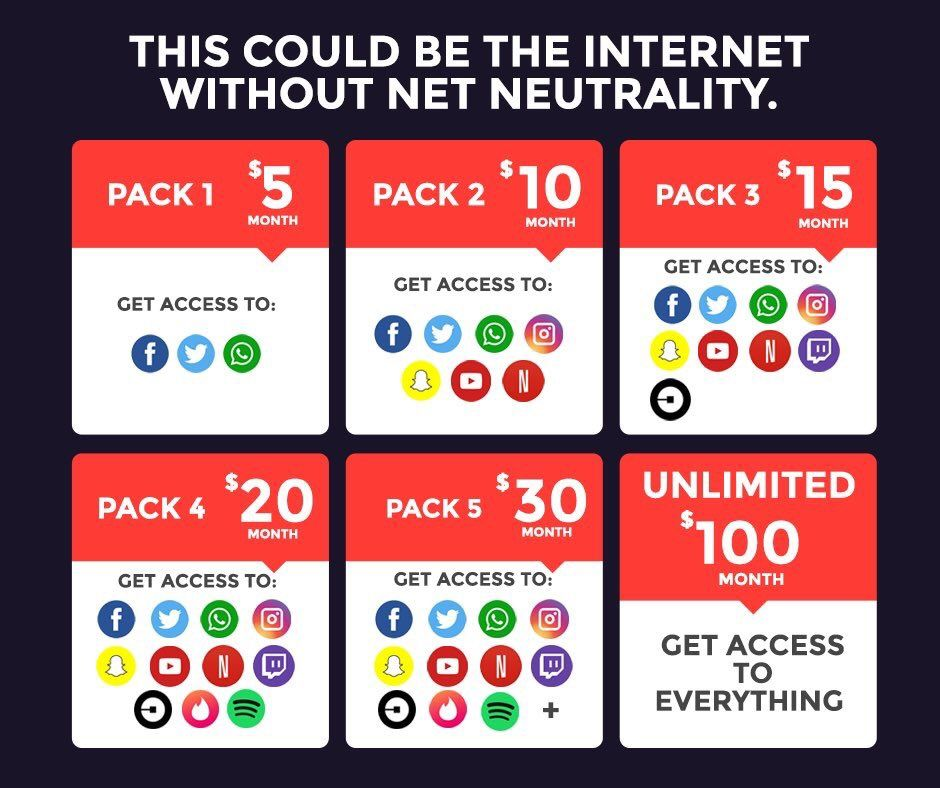 THIS COULD BE THE INTERNET
WITHOUT NET NEUTRALITY.
PACK 1
$5
MONTH
GET ACCESS TO:
PACK 2
$10
MONTH
GET ACCESS TO:
PACK 3
$15
MONTH
GET ACCESS TO:
PACK 4
$20
MONTH
GET ACCESS TO:
PACK 5
$30
MONTH
GET ACCESS TO:
+
UNLIMITED
$100
MONTH
GET ACCESS
TO
EVERYTHING